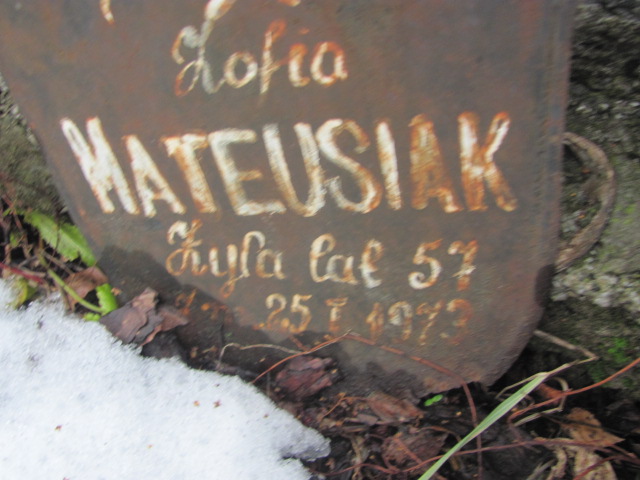 Zofia
MATEUSIAK
Żyła lat 57
25 I 1973